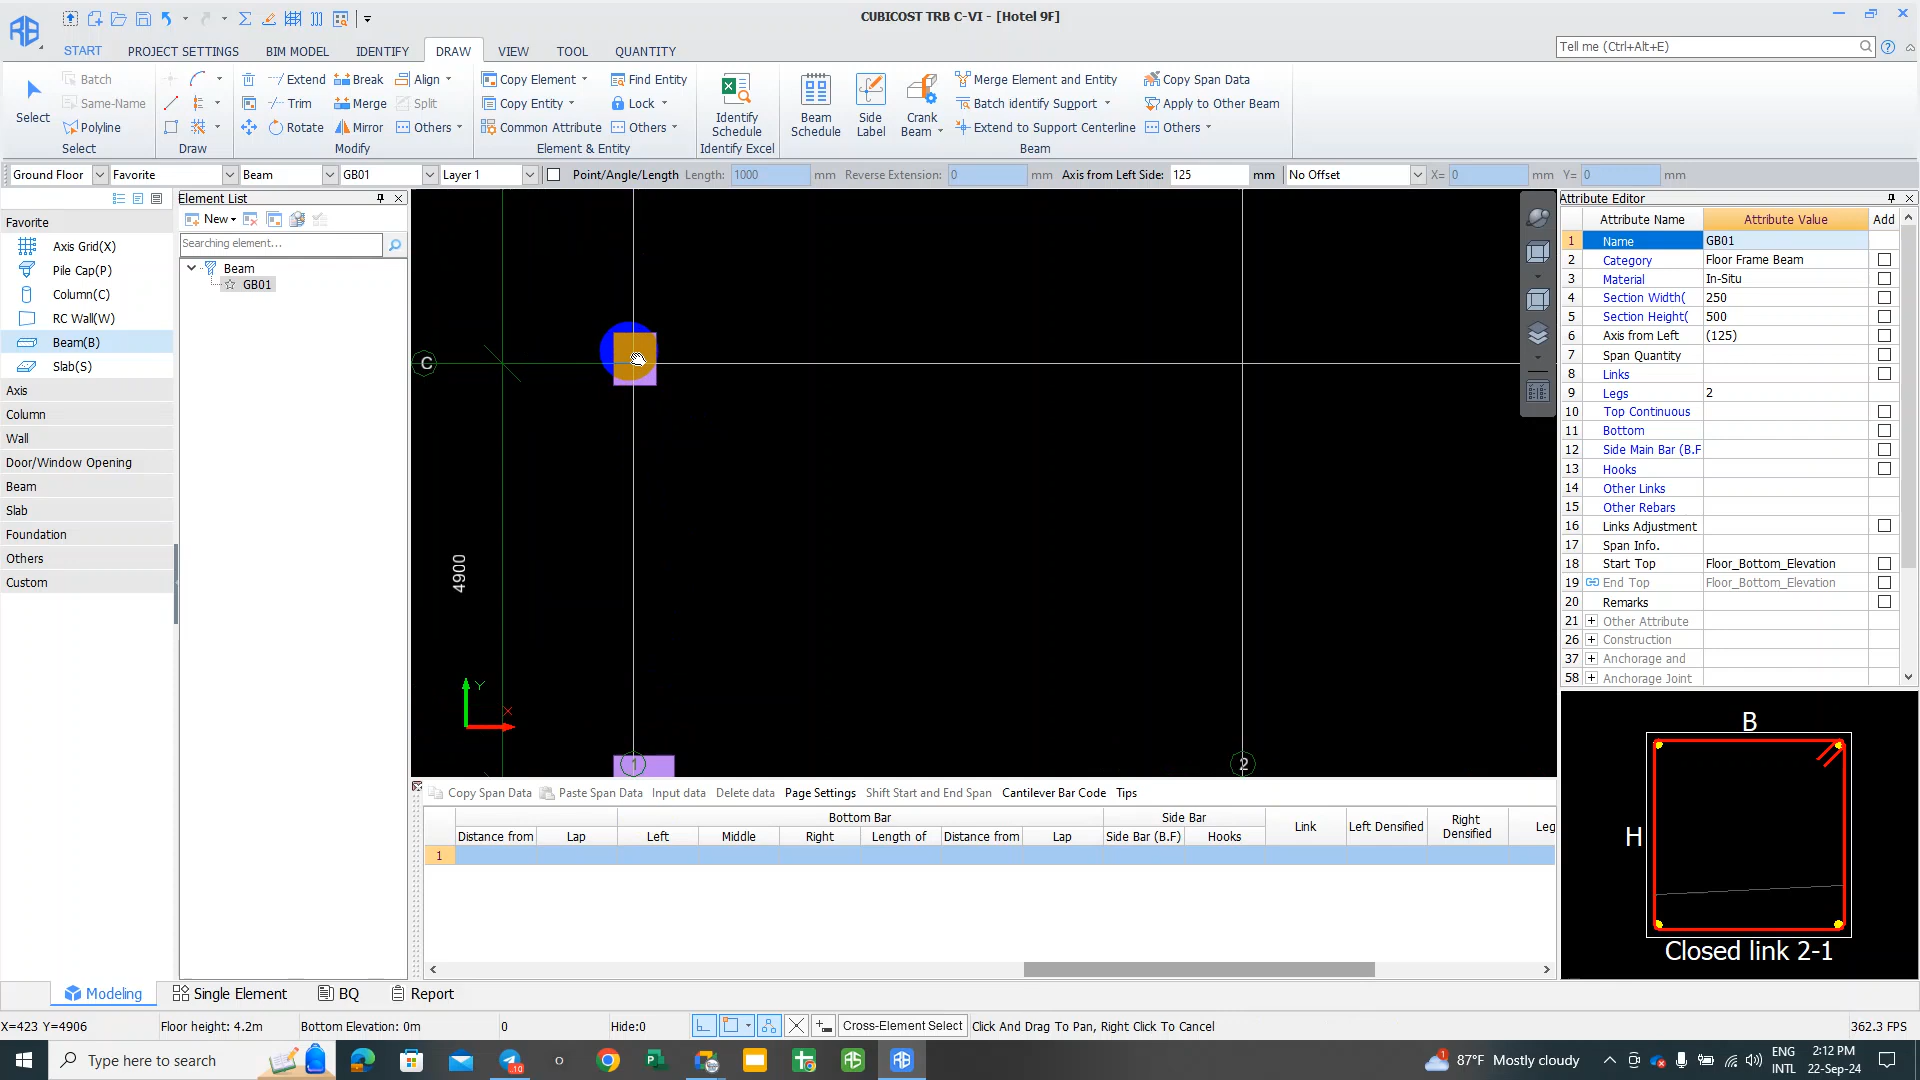 CUBICOST TRB C-VI - [Hotel 9F]
START PROJECT SETTINGS BIM MODEL IDENTIFY DRAW VIEW TOOL QUANTITY
Tell me (Ctrl+Alt+E)
Select
Batch
Same-Name
Polyline
Select
Draw
Extend Break Align
Trim Merge Split
Rotate Mirror Others
Modify
Copy Element Find Entity
Copy Entity Lock
Common Attribute Others
Element & Entity
Identify Schedule
Identify Excel
Beam Schedule
Side Label
Crank Beam
Merge Element and Entity Copy Span Data
Batch identify Support Apply to Other Beam
Extend to Support Centerline Others
Beam
Ground Floor Favorite Beam GB01 Layer 1 Point/Angle/Length Length: 1000 mm Reverse Extension: 0 mm Axis from Left Side: 125 mm No Offset X= 0 mm Y= 0 mm
Favorite
Axis Grid(X)
Pile Cap(P)
Column(C)
RC Wall(W)
Beam(B)
Slab(S)
Axis
Column
Wall
Door/Window Opening
Beam
Slab
Foundation
Others
Custom
Element List
New
Searching element...
Beam
GB01
C
4900
Y
X
1
2
Attribute Editor
Attribute Name Attribute Value Add
1 Name GB01
2 Category Floor Frame Beam
3 Material In-Situ
4 Section Width( 250
5 Section Height( 500
6 Axis from Left (125)
7 Span Quantity
8 Links
9 Legs 2
10 Top Continuous
11 Bottom
12 Side Main Bar (B.F
13 Hooks
14 Other Links
15 Other Rebars
16 Links Adjustment
17 Span Info.
18 Start Top Floor_Bottom_Elevation
19 End Top Floor_Bottom_Elevation
20 Remarks
21 Other Attribute
26 Construction
37 Anchorage and
58 Anchorage Joint
B
H
Closed link 2-1
Copy Span Data Paste Span Data Input data Delete data Page Settings Shift Start and End Span Cantilever Bar Code Tips
Bottom Bar Side Bar
Distance from Lap Left Middle Right Length of Distance from Lap Side Bar (B.F) Hooks Link Left Densified Right Densified Leg
1
Modeling Single Element BQ Report
X=423 Y=4906 Floor height: 4.2m Bottom Elevation: 0m 0 Hide:0 Cross-Element Select Click And Drag To Pan, Right Click To Cancel 362.3 FPS
Type here to search
10
1
87°F Mostly cloudy
ENG
INTL
2:12 PM
22-Sep-24